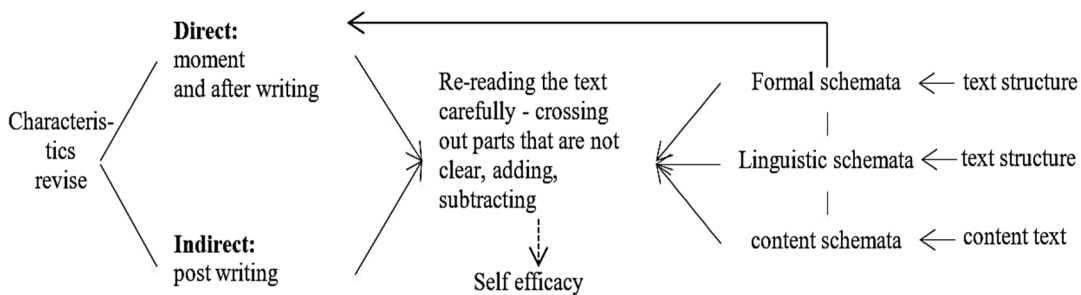 Direct:
moment
and after writing
Characteris-
tics
revise
Indirect:
post writing
Re-reading the text
carefully - crossing
out parts that are not
clear, adding,
subtracting
Self efficacy
Formal schemata
text structure
Linguistic schemata
text structure
content schemata
content text